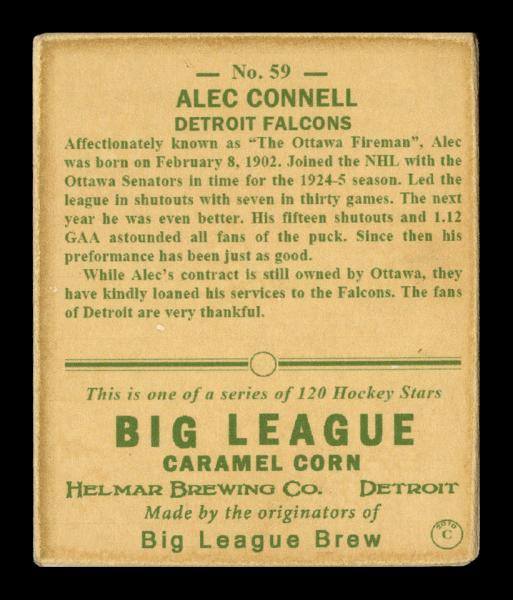 — No. 59 —
ALEC CONNELL
DETROIT FALCONS
Affectionately known as “The Ottawa Fireman”, Alec
was born on February 8, 1902. Joined the NHL with the
Ottawa Senators in time for the 1924-5 season. Led the
league in shutouts with seven in thirty games. The next
year he was even better. His fifteen shutouts and 1.12
GAA astounded all fans of the puck. Since then his
preformance has been just as good.
While Alec's contract is still owned by Ottawa, they
have kindly loaned his services to the Falcons. The fans
of Detroit are very thankful.
This is one of a series of 120 Hockey Stars
BIG LEAGUE
CARAMEL CORN
HELMAR BREWING CO. DETROIT
Made by the originators of
Big League Brew
2010
C